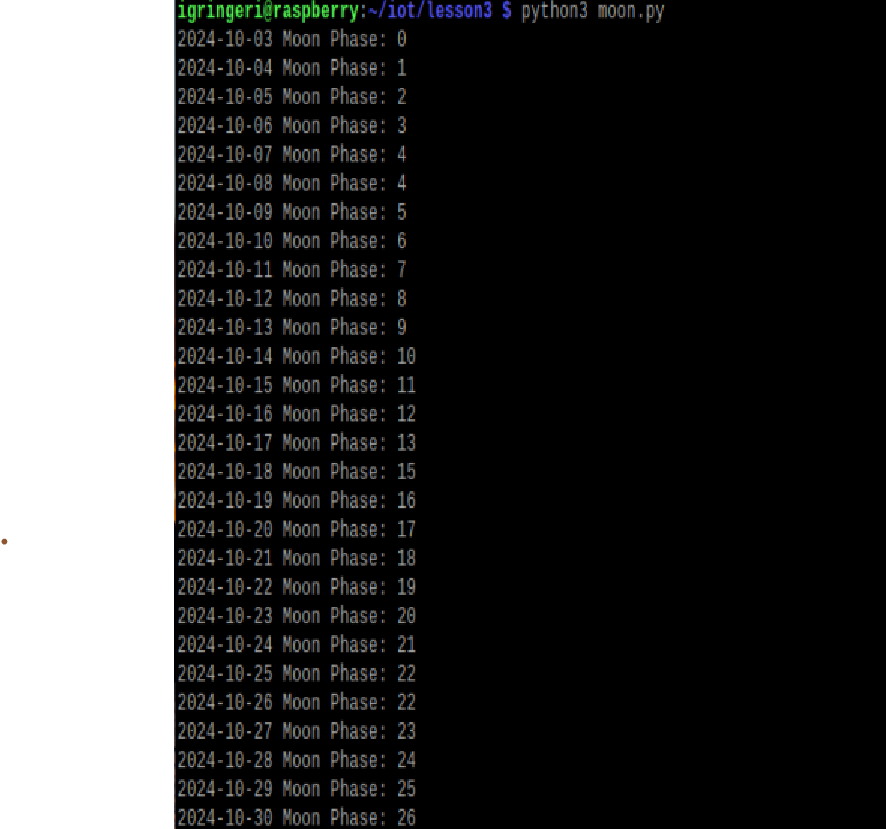 igringeri@raspberry:~/iot/lesson3 $ python3 moon.py
2024-10-03 Moon Phase: 0
2024-10-04 Moon Phase: 1
2024-10-05 Moon Phase: 2
2024-10-06 Moon Phase: 3
2024-10-07 Moon Phase: 4
2024-10-08 Moon Phase: 4
2024-10-09 Moon Phase: 5
2024-10-10 Moon Phase: 6
2024-10-11 Moon Phase: 7
2024-10-12 Moon Phase: 8
2024-10-13 Moon Phase: 9
2024-10-14 Moon Phase: 10
2024-10-15 Moon Phase: 11
2024-10-16 Moon Phase: 12
2024-10-17 Moon Phase: 13
2024-10-18 Moon Phase: 15
2024-10-19 Moon Phase: 16
2024-10-20 Moon Phase: 17
2024-10-21 Moon Phase: 18
2024-10-22 Moon Phase: 19
2024-10-23 Moon Phase: 20
2024-10-24 Moon Phase: 21
2024-10-25 Moon Phase: 22
2024-10-26 Moon Phase: 22
2024-10-27 Moon Phase: 23
2024-10-28 Moon Phase: 24
2024-10-29 Moon Phase: 25
2024-10-30 Moon Phase: 26